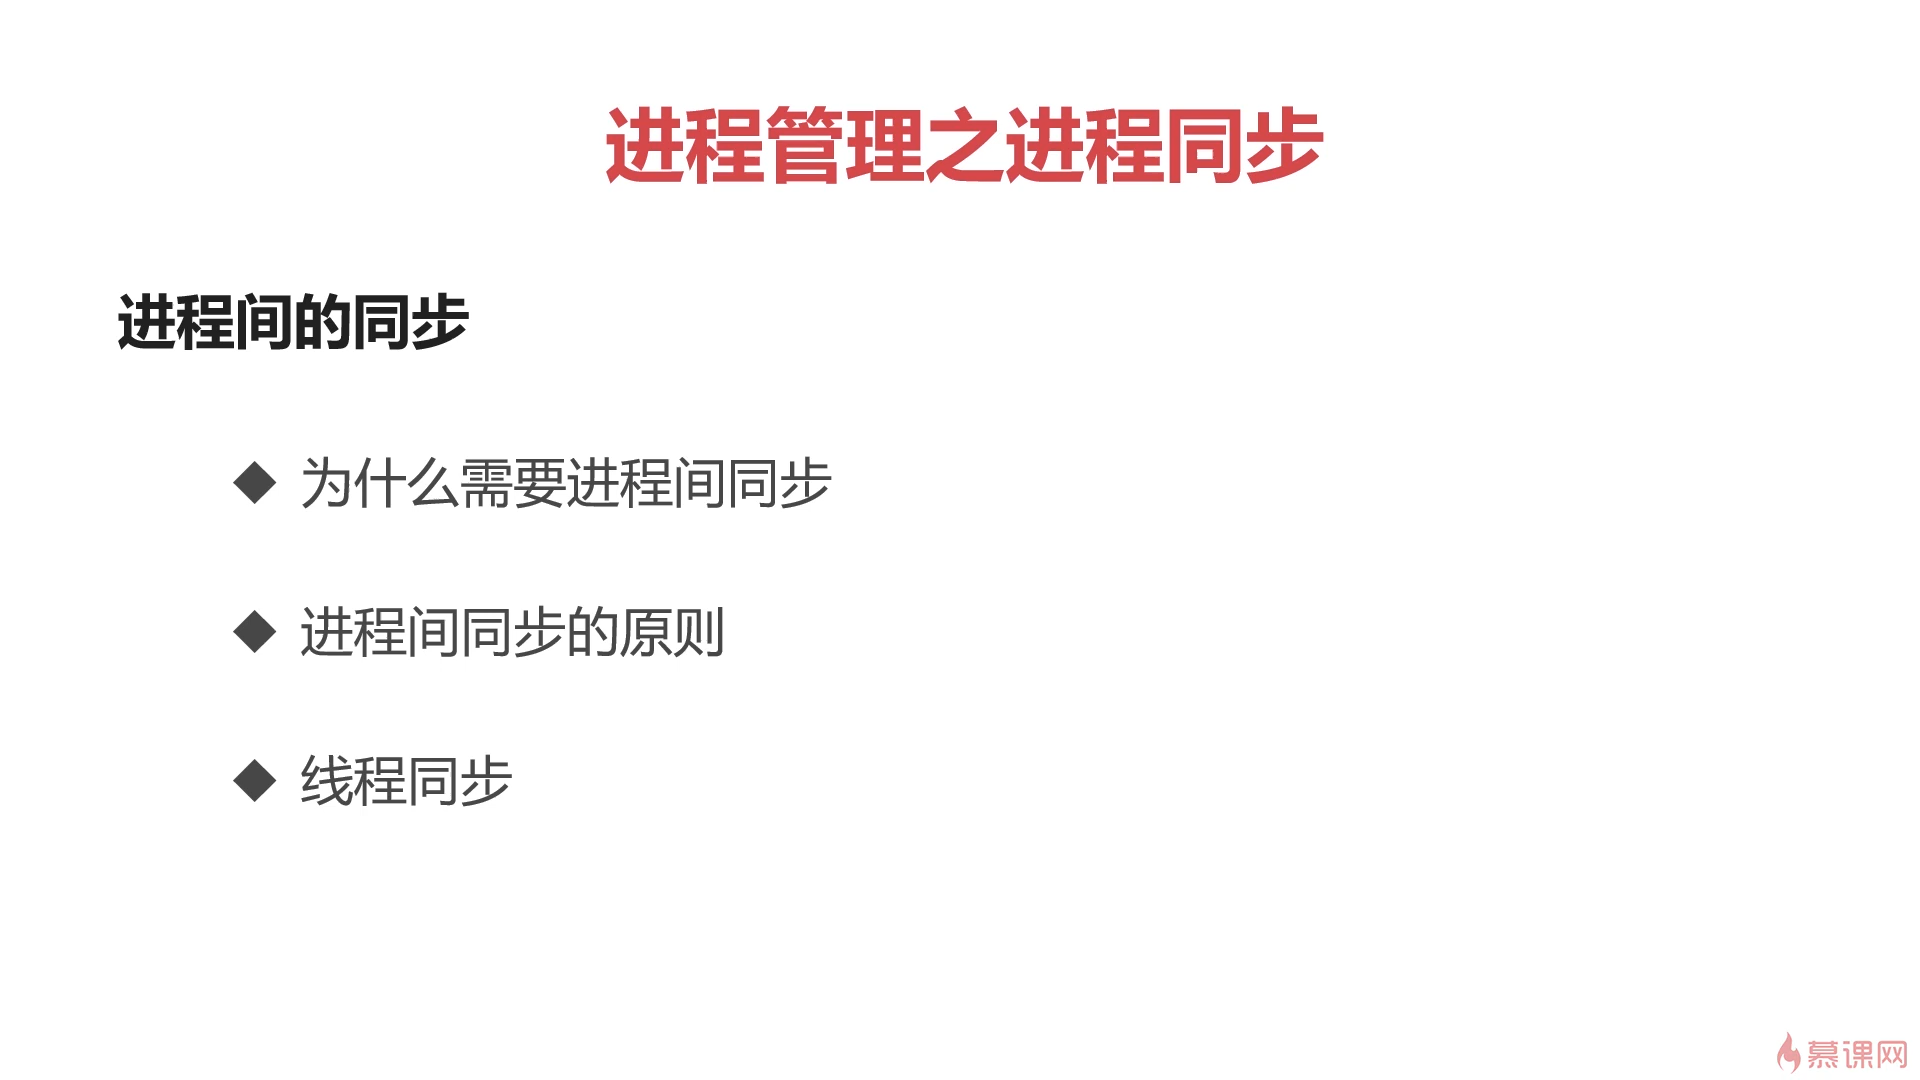 进程管理之进程同步
进程间的同步
◆ 为什么需要进程间同步
◆ 进程间同步的原则
◆ 线程同步
慕课网